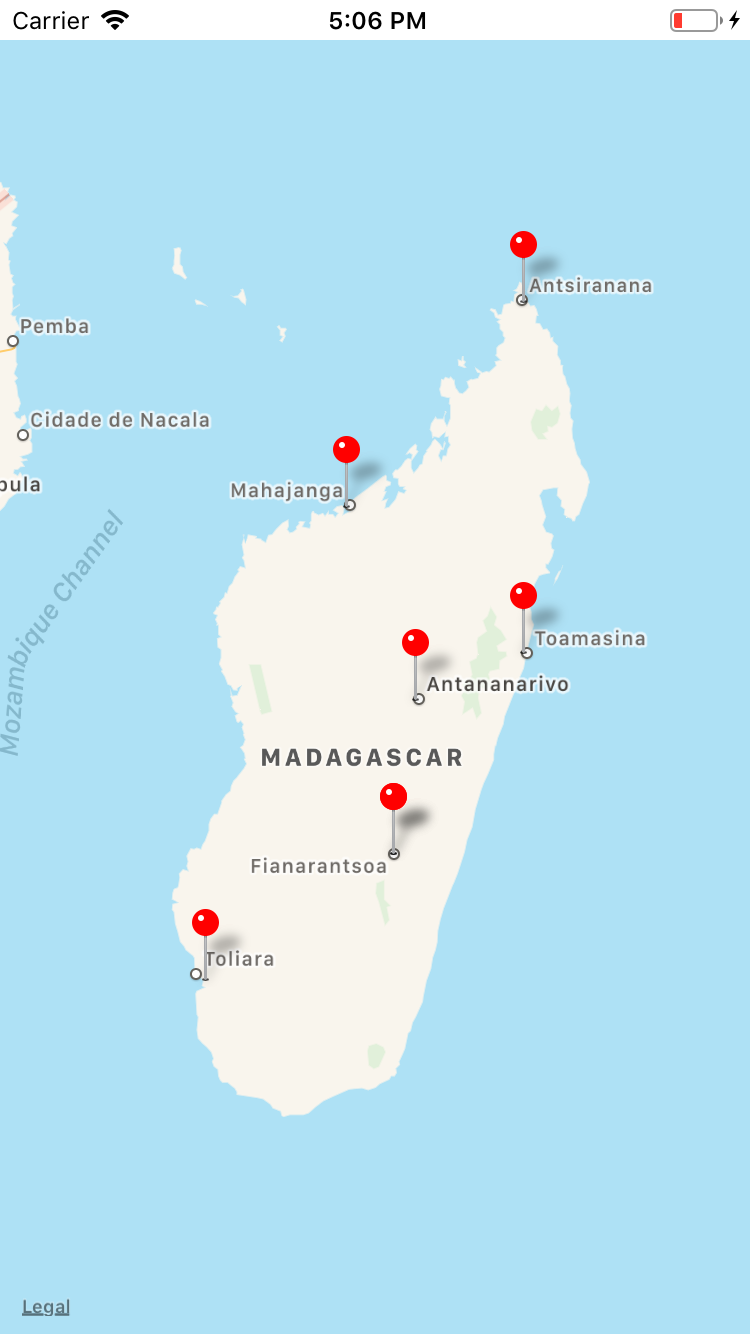 Carrier 5:06 PM
Antsiranana
Pemba
Cidade de Nacala
Mahajanga
pula
Mozambique Channel
Toamasina
Antananarivo
MADAGASCAR
Fianarantsoa
Toliara
Legal